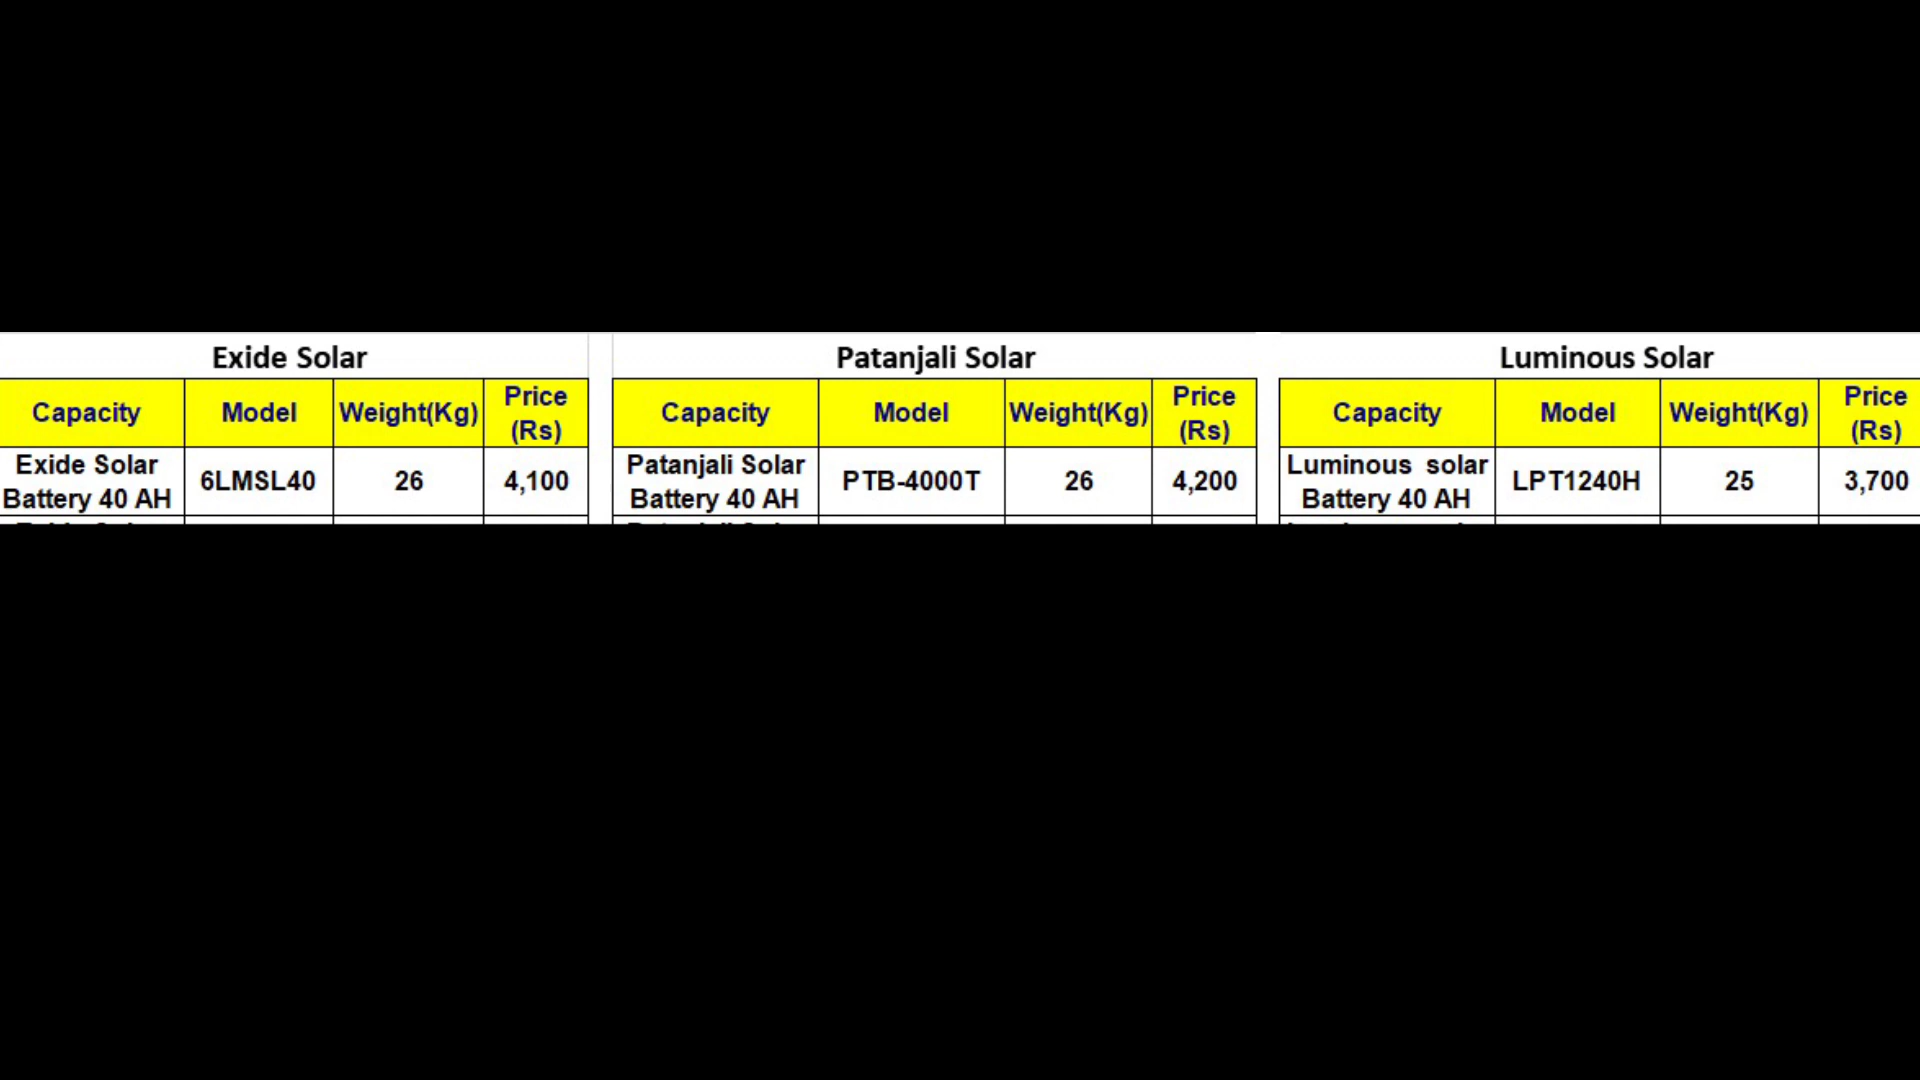 Exide Solar
Capacity Model Weight(Kg) Price (Rs)
Exide Solar Battery 40 AH 6LMSL40 26 4,100
Patanjali Solar
Capacity Model Weight(Kg) Price (Rs)
Patanjali Solar Battery 40 AH PTB-4000T 26 4,200
Luminous Solar
Capacity Model Weight(Kg) Price (Rs)
Luminous solar Battery 40 AH LPT1240H 25 3,700